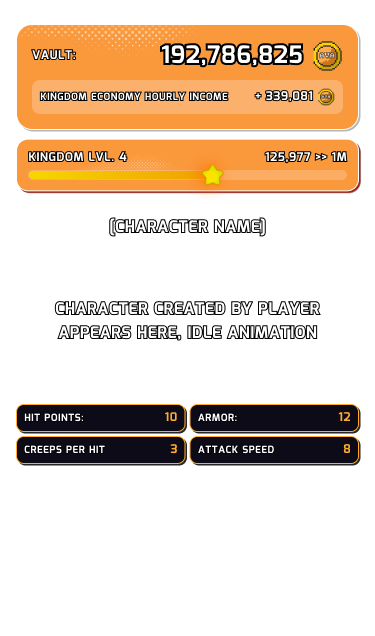 VAULT: 192,786,825
KINGDOM ECONOMY HOURLY INCOME + 339,081
KINGDOM LVL. 4 125,977 >> 1M
[CHARACTER NAME]
CHARACTER CREATED BY PLAYER
APPEARS HERE, IDLE ANIMATION
HIT POINTS: 10 ARMOR: 12
CREEPS PER HIT 3 ATTACK SPEED 8